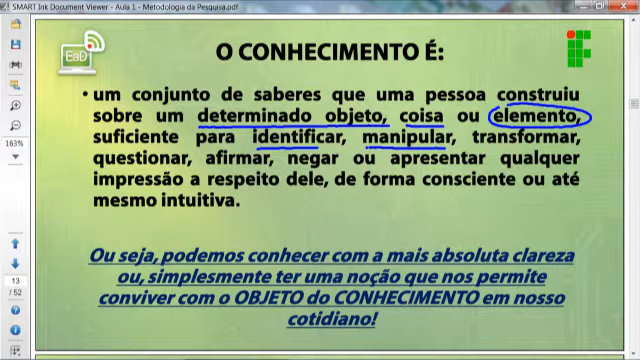 SMART Ink Document Viewer - Aula 1 - Metodologia da Pesquisa.pdf
EaD
O CONHECIMENTO É:
• um conjunto de saberes que uma pessoa construiu
sobre um determinado objeto, coisa ou elemento,
suficiente para identificar, manipular, transformar,
questionar, afirmar, negar ou apresentar qualquer
impressão a respeito dele, de forma consciente ou até
mesmo intuitiva.
163%
Ou seja, podemos conhecer com a mais absoluta clareza
ou, simplesmente ter uma noção que nos permite
conviver com o OBJETO do CONHECIMENTO em nosso
cotidiano!
13
/ 52